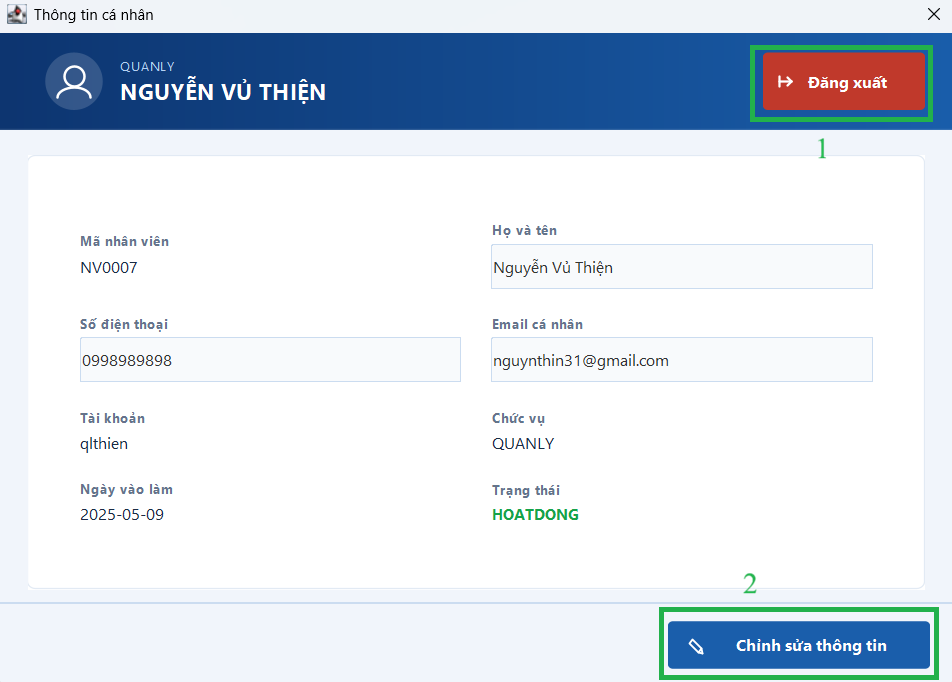 Thông tin cá nhân
QUANLY
NGUYỄN VỦ THIỆN
Đăng xuất
1
Mã nhân viên
NV0007
Họ và tên
Nguyễn Vủ Thiện
Số điện thoại
0998989898
Email cá nhân
nguynthin31@gmail.com
Tài khoản
qlthien
Chức vụ
QUANLY
Ngày vào làm
2025-05-09
Trạng thái
HOATDONG
2
Chỉnh sửa thông tin